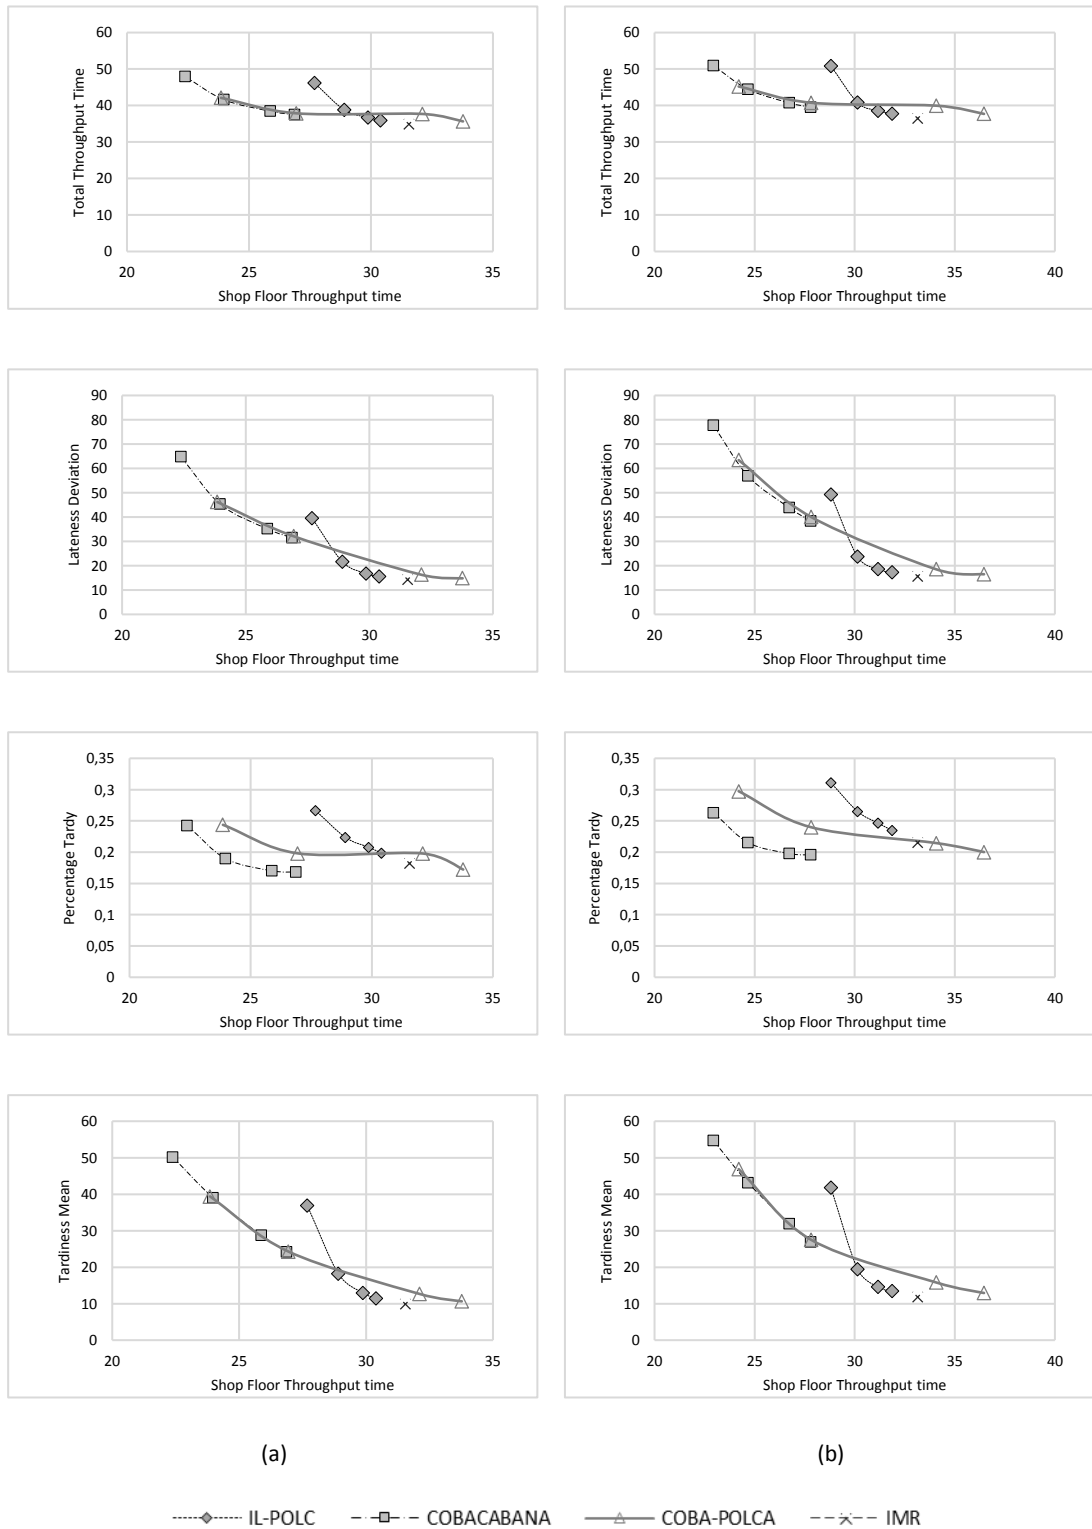 60
50
40
30
20
10
0
20 25 30 35
Total Throughput Time
Shop Floor Throughput time
60
50
40
30
20
10
0
20 25 30 35 40
Total Throughput Time
Shop Floor Throughput time
90
80
70
60
50
40
30
20
10
0
20 25 30 35
Lateness Deviation
Shop Floor Throughput time
90
80
70
60
50
40
30
20
10
0
20 25 30 35 40
Lateness Deviation
Shop Floor Throughput time
0,35
0,3
0,25
0,2
0,15
0,1
0,05
0
20 25 30 35
Percentage Tardy
Shop Floor Throughput time
0,35
0,3
0,25
0,2
0,15
0,1
0,05
0
20 25 30 35 40
Percentage Tardy
Shop Floor Throughput time
60
50
40
30
20
10
0
20 25 30 35
Tardiness Mean
Shop Floor Throughput time
60
50
40
30
20
10
0
20 25 30 35 40
Tardiness Mean
Shop Floor Throughput time
(a) (b)
IL-POLC COBACABANA COBA-POLCA IMR